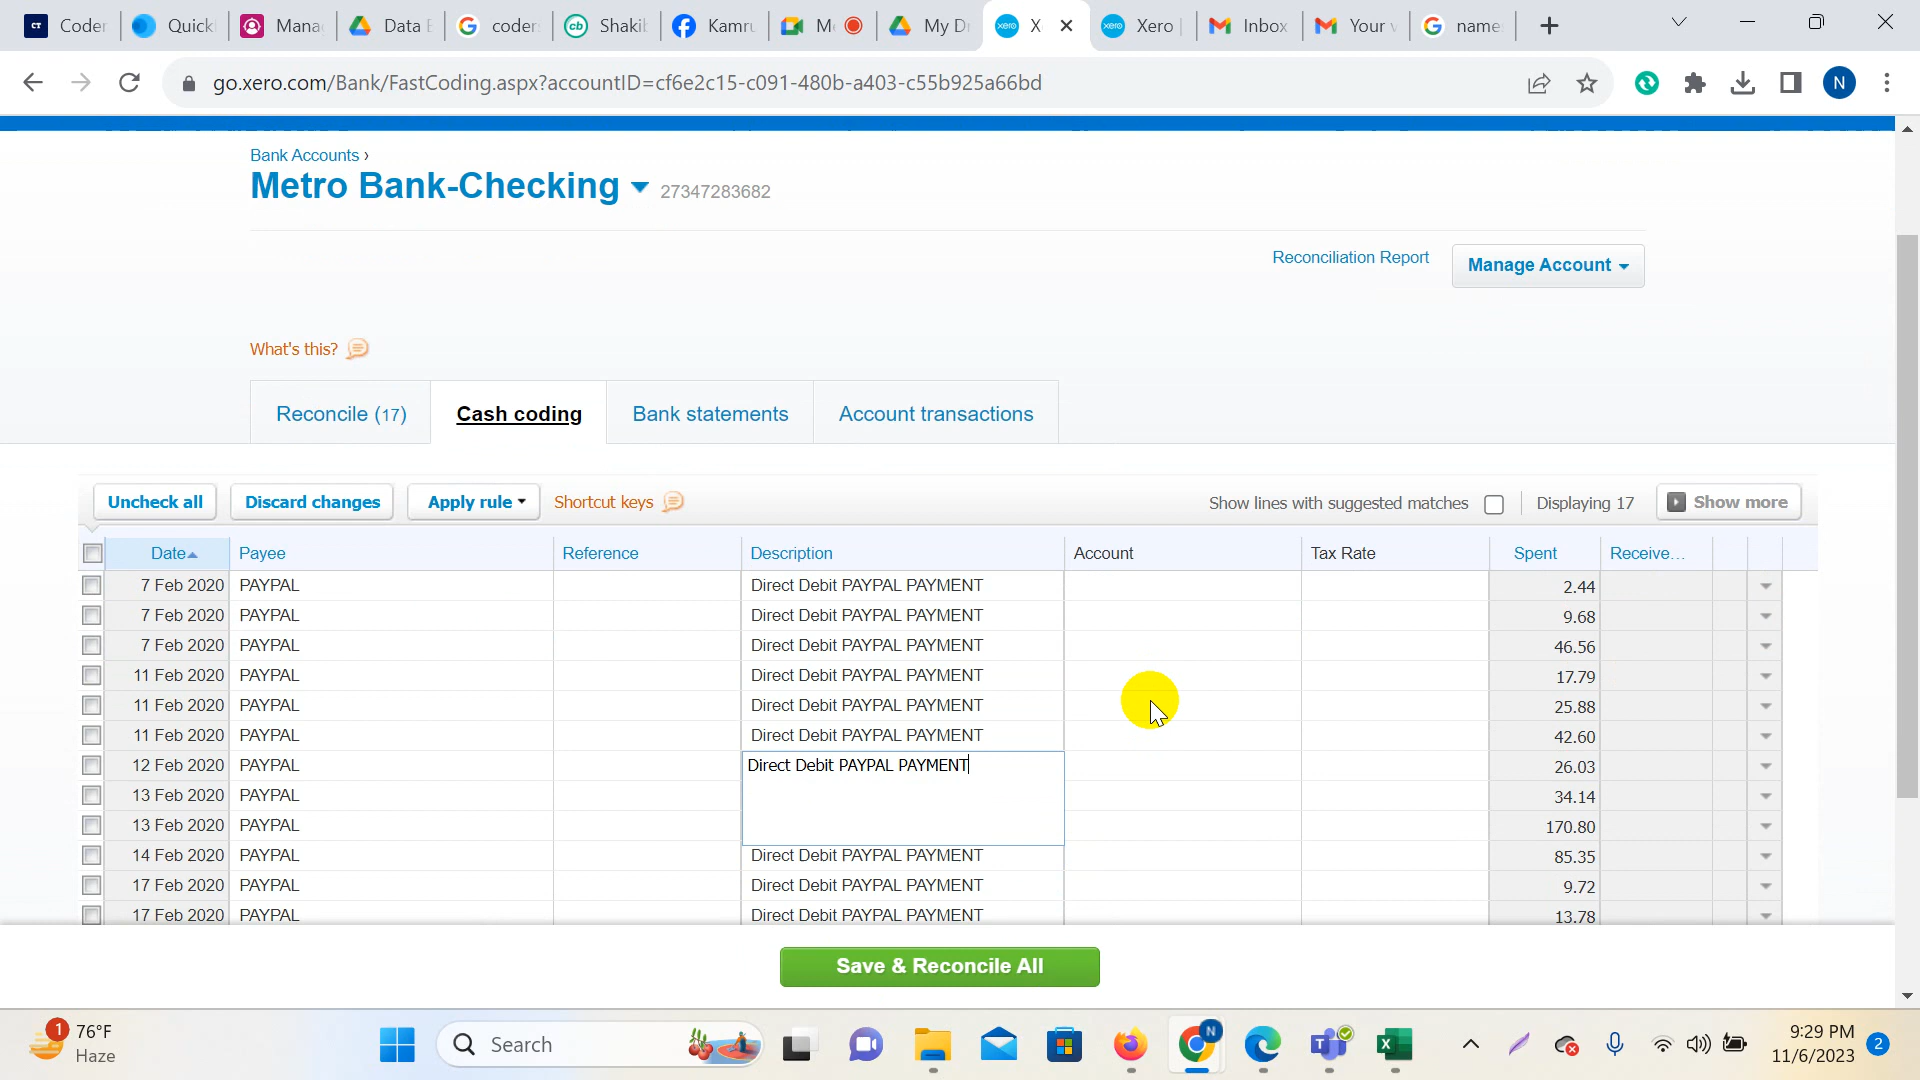 Coder
Quick
Mana
Data E
coder
Shakib
Kamru
M
My D
X
Xero |
Inbox
Your v
name
go.xero.com/Bank/FastCoding.aspx?accountID=cf6e2c15-c091-480b-a403-c55b925a66bd
N
Bank Accounts ›
Metro Bank-Checking 27347283682
Reconciliation Report
Manage Account
What's this?
Reconcile (17)
Cash coding
Bank statements
Account transactions
Uncheck all
Discard changes
Apply rule
Shortcut keys
Show lines with suggested matches
Displaying 17
Show more
Date Payee Reference Description Account Tax Rate Spent Receive...
7 Feb 2020 PAYPAL Direct Debit PAYPAL PAYMENT 2.44
7 Feb 2020 PAYPAL Direct Debit PAYPAL PAYMENT 9.68
7 Feb 2020 PAYPAL Direct Debit PAYPAL PAYMENT 46.56
11 Feb 2020 PAYPAL Direct Debit PAYPAL PAYMENT 17.79
11 Feb 2020 PAYPAL Direct Debit PAYPAL PAYMENT 25.88
11 Feb 2020 PAYPAL Direct Debit PAYPAL PAYMENT 42.60
12 Feb 2020 PAYPAL Direct Debit PAYPAL PAYMENT 26.03
13 Feb 2020 PAYPAL 34.14
13 Feb 2020 PAYPAL 170.80
14 Feb 2020 PAYPAL Direct Debit PAYPAL PAYMENT 85.35
17 Feb 2020 PAYPAL Direct Debit PAYPAL PAYMENT 9.72
17 Feb 2020 PAYPAL Direct Debit PAYPAL PAYMENT 13.78
Save & Reconcile All
1
76°F
Haze
Search
N
9:29 PM
11/6/2023
2